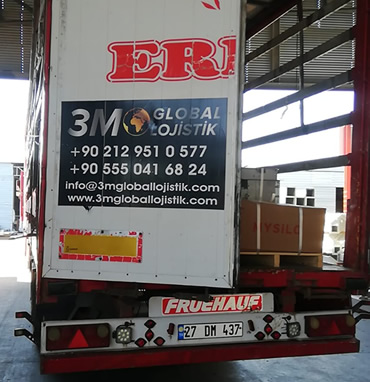 ERI
3M GLOBAL
LOJİSTİK
+90 212 951 0 577
+90 555 041 68 24
info@3mgloballojistik.com
www.3mgloballojistik.com
MYSILO
FRUEHAUF
27 DM 437